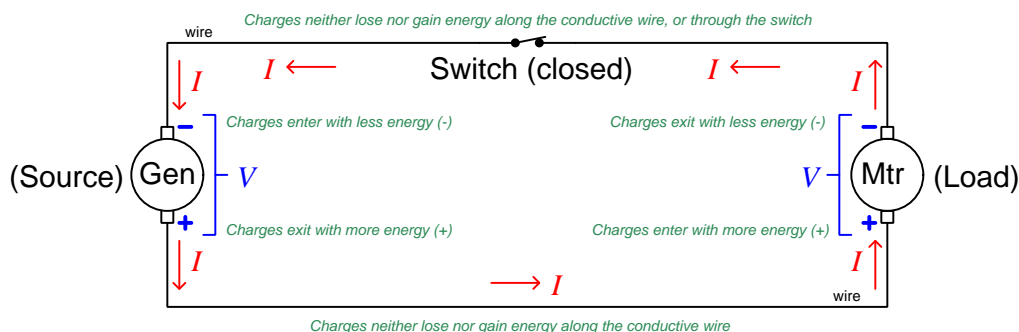 Charges neither lose nor gain energy along the conductive wire, or through the switch
wire
I I Switch (closed) I I
- Charges enter with less energy (-) Charges exit with less energy (-) -
(Source) Gen V V Mtr (Load)
+ Charges exit with more energy (+) Charges enter with more energy (+) +
I I I
wire
Charges neither lose nor gain energy along the conductive wire